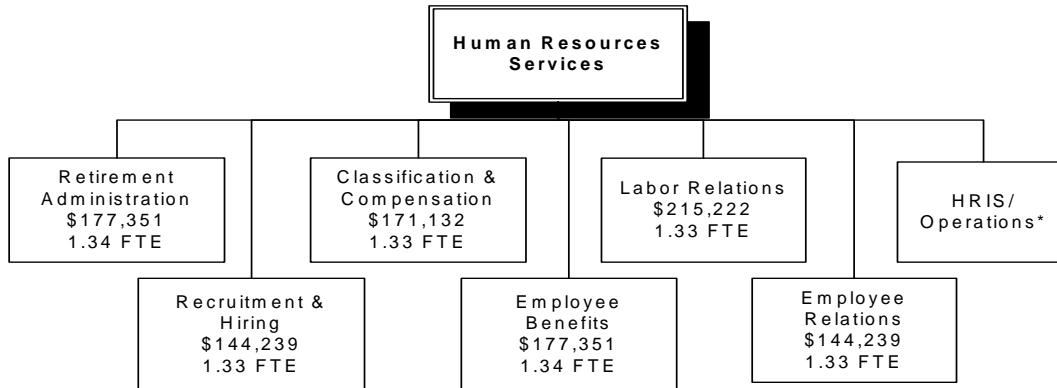 Human Resources
Services
Retirement
Administration
$177,351
1.34 FTE
Classification &
Compensation
$171,132
1.33 FTE
Labor Relations
$215,222
1.33 FTE
HRIS/
Operations*
Recruitment &
Hiring
$144,239
1.33 FTE
Employee
Benefits
$177,351
1.34 FTE
Employee
Relations
$144,239
1.33 FTE